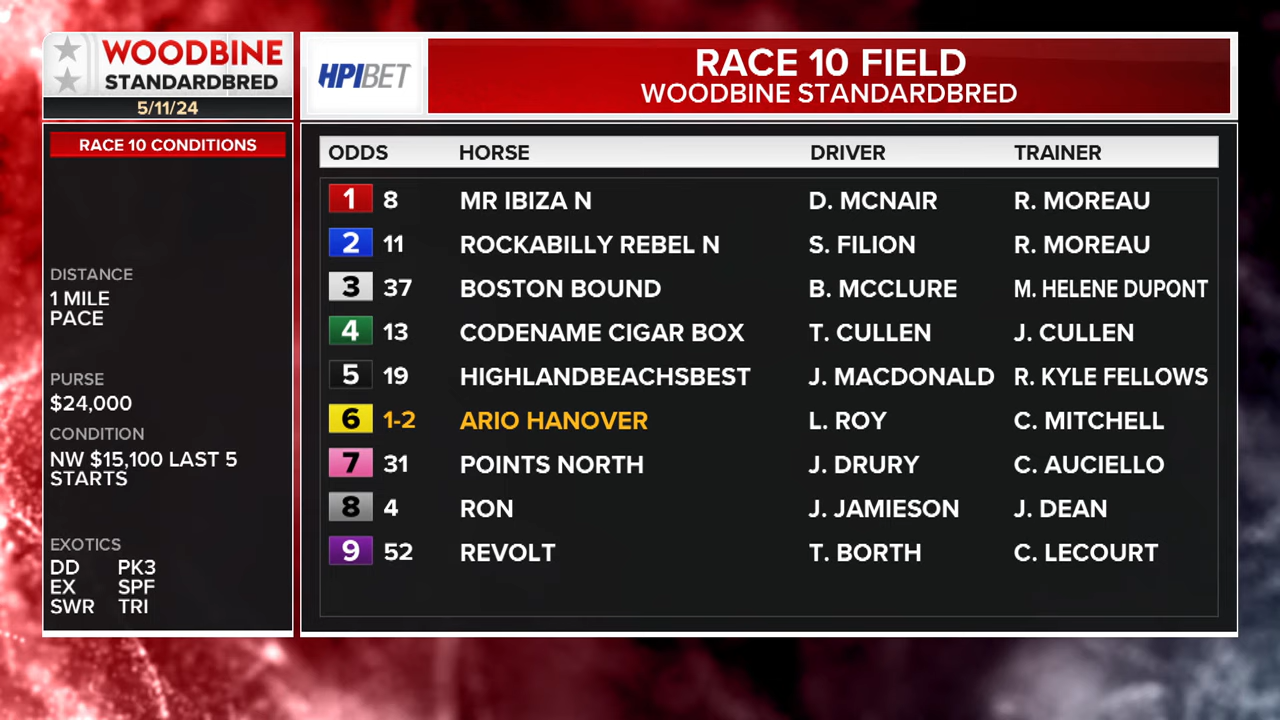 WOODBINE
STANDARDBRED
5/11/24
HPIBET
RACE 10 FIELD
WOODBINE STANDARDBRED
RACE 10 CONDITIONS
DISTANCE
1 MILE
PACE
PURSE
$24,000
CONDITION
NW $15,100 LAST 5
STARTS
EXOTICS
DD PK3
EX SPF
SWR TRI
ODDS HORSE DRIVER TRAINER
1 8 MR IBIZA N D. MCNAIR R. MOREAU
2 11 ROCKABILLY REBEL N S. FILION R. MOREAU
3 37 BOSTON BOUND B. MCCLURE M. HELENE DUPONT
4 13 CODENAME CIGAR BOX T. CULLEN J. CULLEN
5 19 HIGHLANDBEACHSBEST J. MACDONALD R. KYLE FELLOWS
6 1-2 ARIO HANOVER L. ROY C. MITCHELL
7 31 POINTS NORTH J. DRURY C. AUCIELLO
8 4 RON J. JAMIESON J. DEAN
9 52 REVOLT T. BORTH C. LECOURT